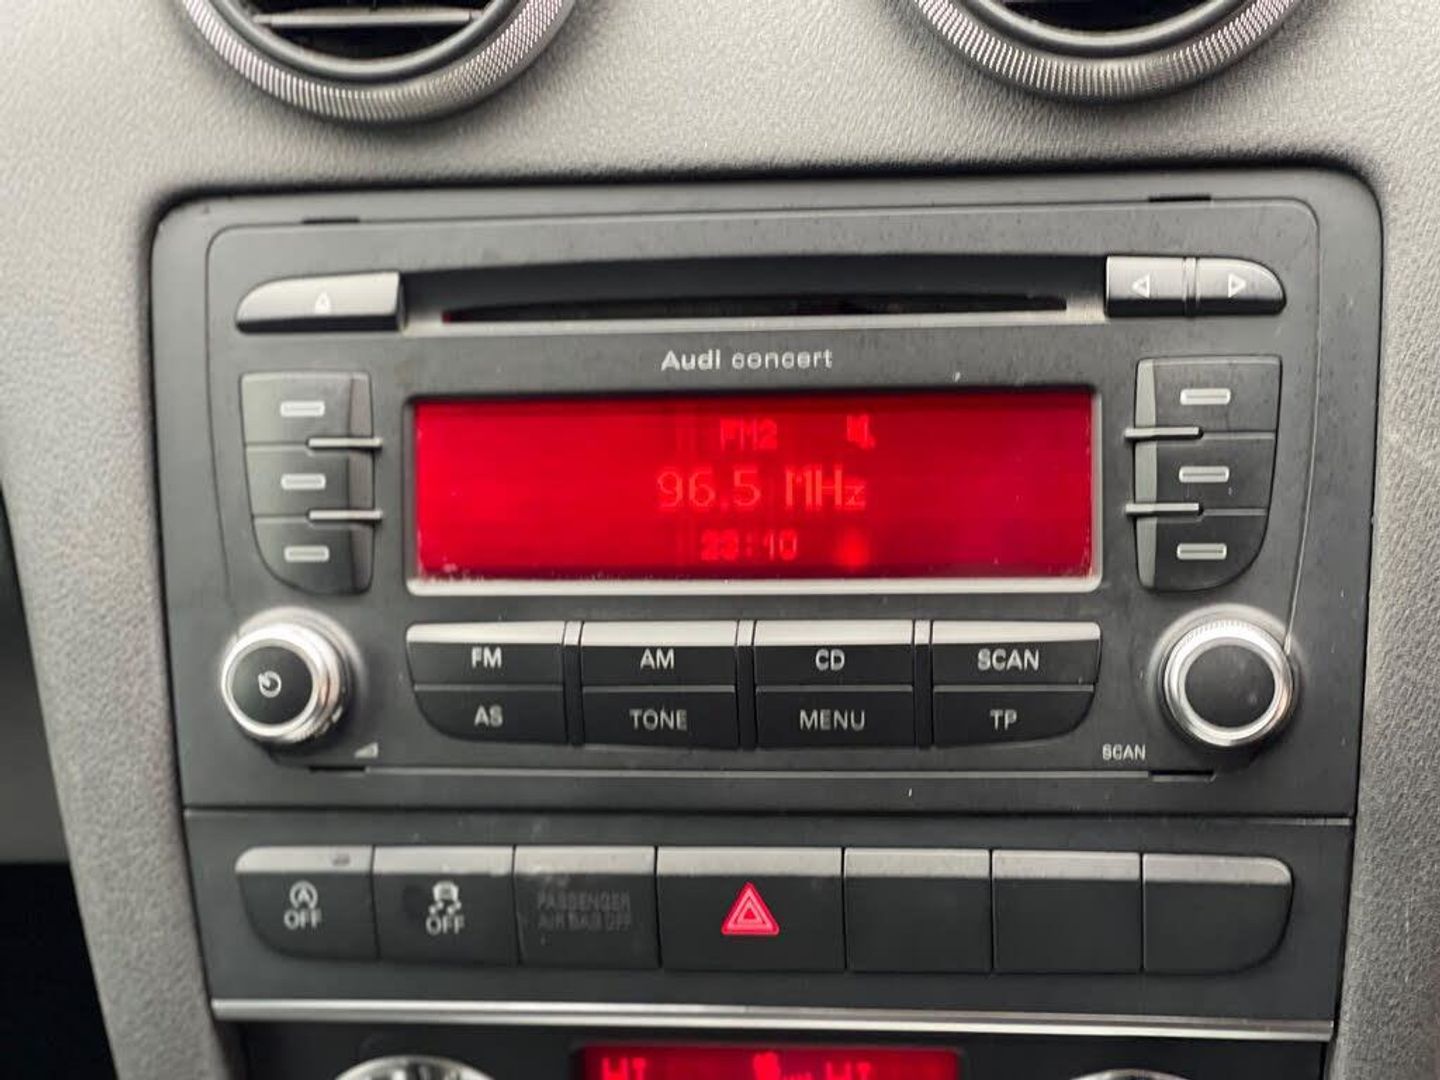 Audi concert
FM2
96.5 MHz
23:10
FM AM CD SCAN
AS TONE MENU TP
SCAN
OFF OFF PASSENGER
AIR BAG OFF